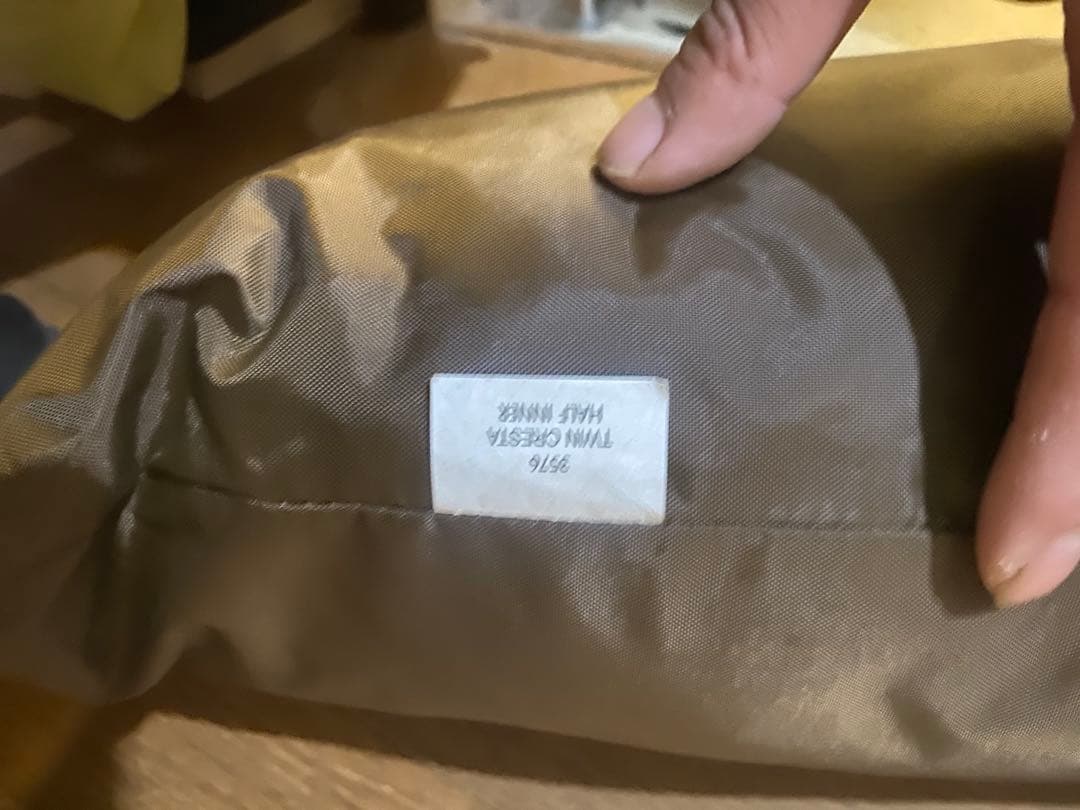 3576
TWIN CRESTA
HALF INNER